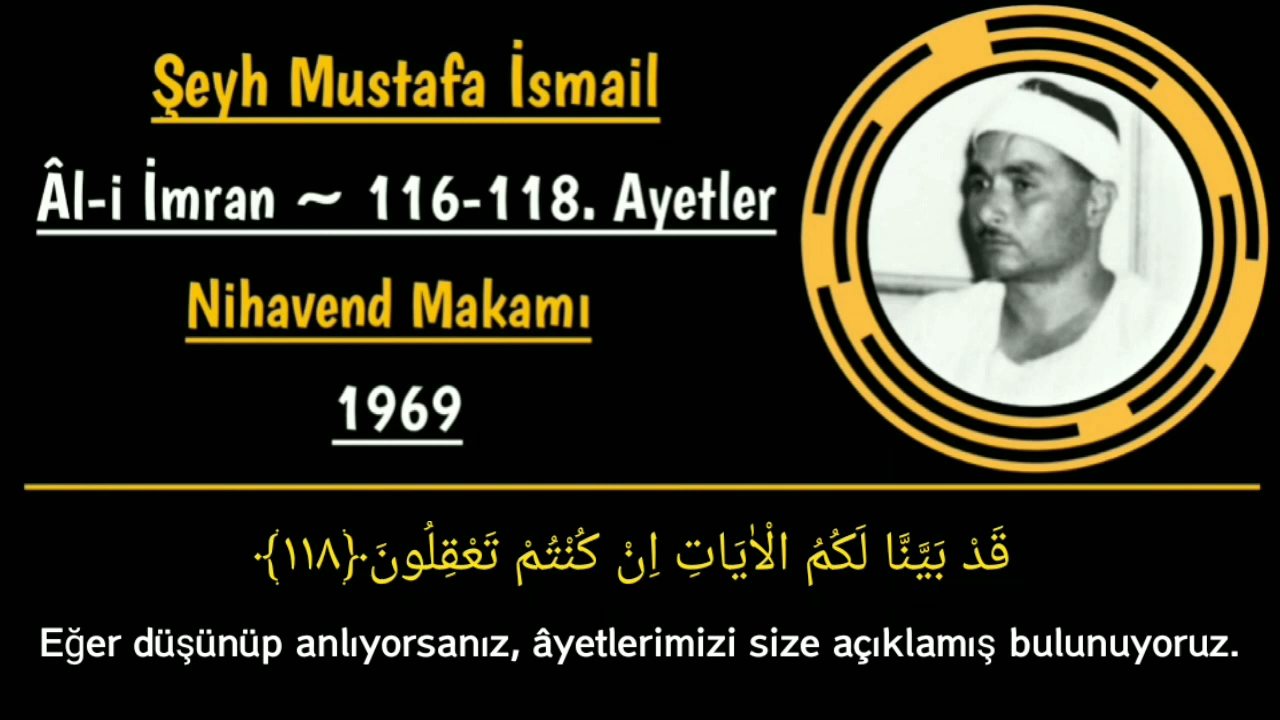 Şeyh Mustafa İsmail
Âl-i İmran ~ 116-118. Ayetler
Nihavend Makamı
1969
قَدْ بَيَّنَّا لَكُمُ الْاٰيَاتِ اِنْ كُنْتُمْ تَعْقِلُونَ﴿١١٨﴾
Eğer düşünüp anlıyorsanız, âyetlerimizi size açıklamış bulunuyoruz.